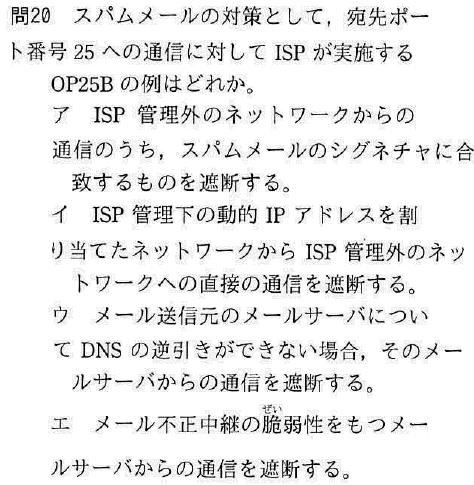 問20　スパムメールの対策として，宛先ポー
ト番号 25 への通信に対して ISP が実施する
OP25B の例はどれか。
ア　ISP 管理外のネットワークからの
通信のうち，スパムメールのシグネチャに合
致するものを遮断する。
イ　ISP 管理下の動的 IP アドレスを割
り当てたネットワークから ISP 管理外のネッ
トワークへの直接の通信を遮断する。
ウ　メール送信元のメールサーバについ
て DNS の逆引きができない場合，そのメー
ルサーバからの通信を遮断する。
ぜい
エ　メール不正中継の脆弱性をもつメー
ルサーバからの通信を遮断する。